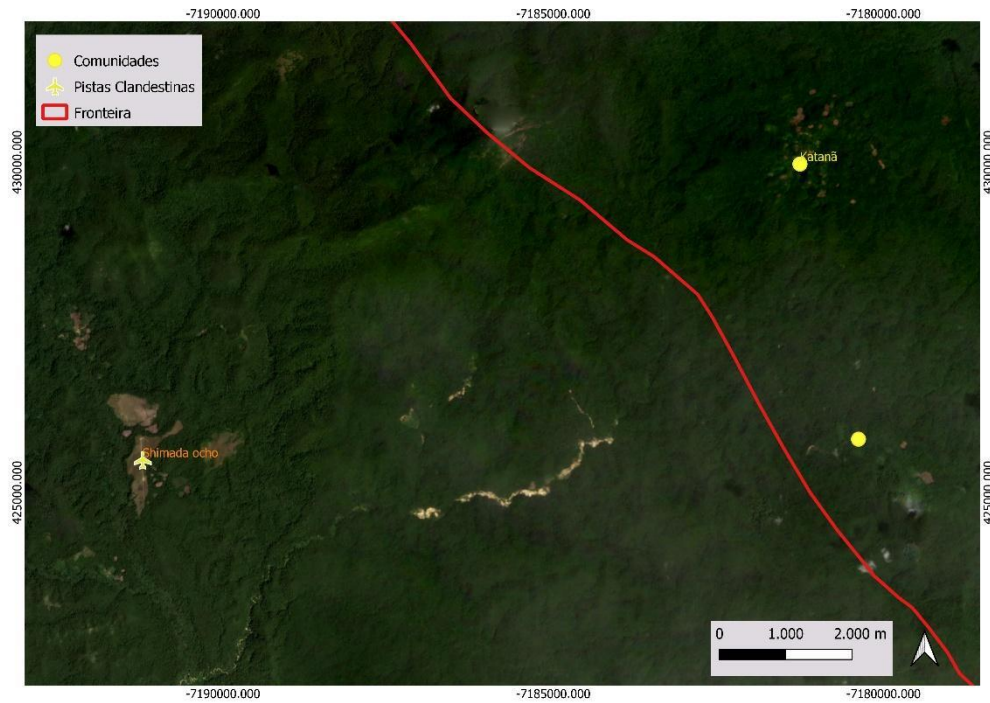 -7190000.000 -7185000.000 -7180000.000
Comunidades
Pistas Clandestinas
Fronteira
430000.000 430000.000
Katanã
Shimada ocho
425000.000 425000.000
0 1.000 2.000 m
-7190000.000 -7185000.000 -7180000.000